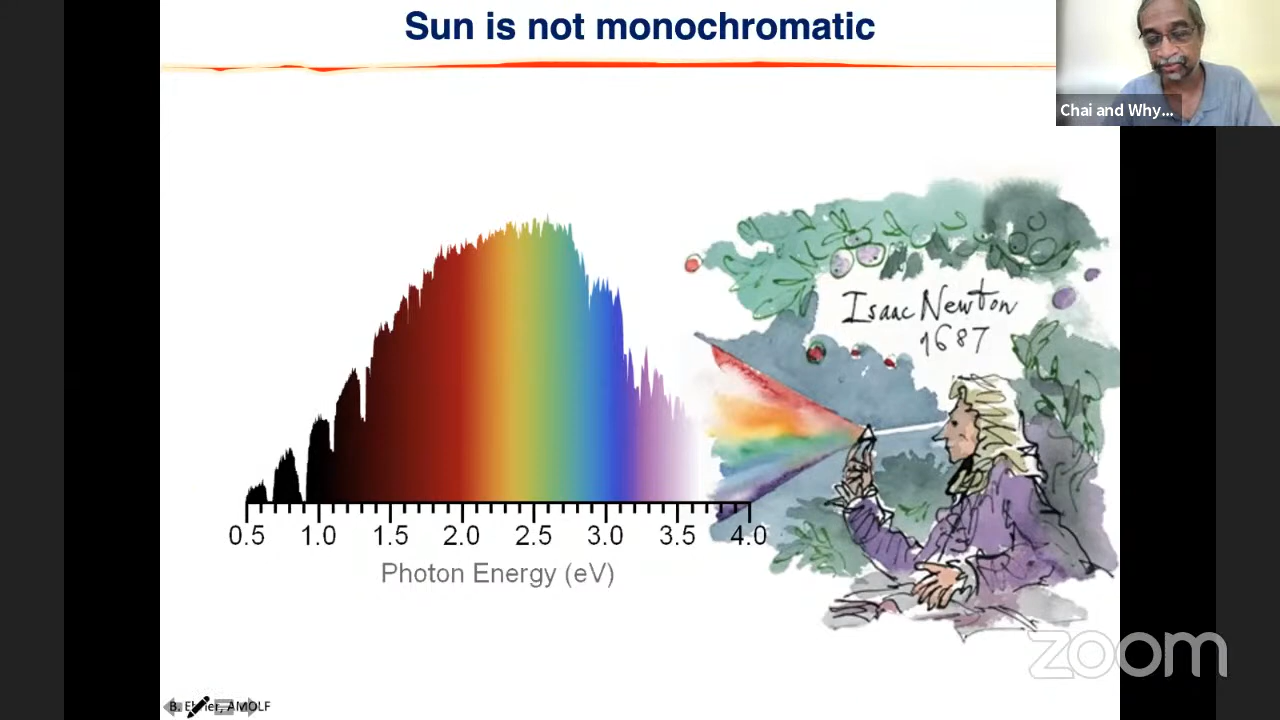 Sun is not monochromatic
Chai and Why...
Isaac Newton
1687
0.5 1.0 1.5 2.0 2.5 3.0 3.5 4.0
Photon Energy (eV)
zoom
B. AMOLF